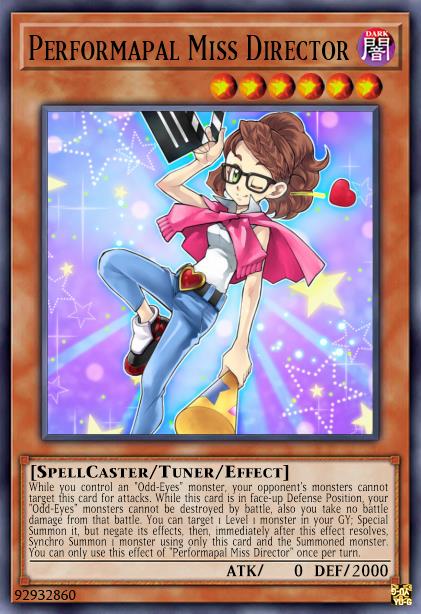 Performapal Miss Director
DARK
闇
[SpellCaster/Tuner/Effect]
While you control an "Odd-Eyes" monster, your opponent's monsters cannot
target this card for attacks. While this card is in face-up Defense Position, your
"Odd-Eyes" monsters cannot be destroyed by battle, also you take no battle
damage from that battle. You can target 1 Level 1 monster in your GY; Special
Summon it, but negate its effects, then, immediately after this effect resolves,
Synchro Summon 1 monster using only this card and the Summoned monster.
You can only use this effect of "Performapal Miss Director" once per turn.
ATK/ 0 DEF/2000
92932860